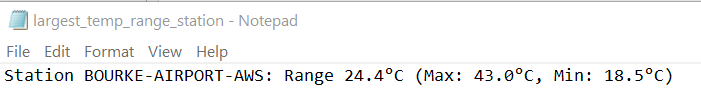 largest_temp_range_station - Notepad
File Edit Format View Help
Station BOURKE-AIRPORT-AWS: Range 24.4°C (Max: 43.0°C, Min: 18.5°C)